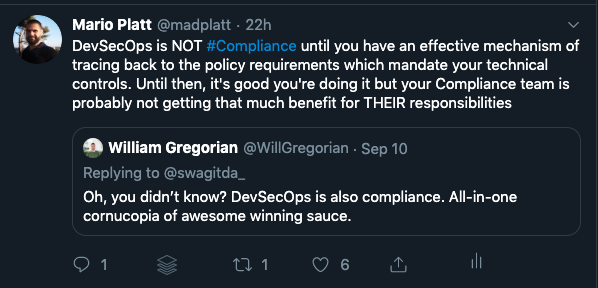 Mario Platt @madplatt · 22h
DevSecOps is NOT #Compliance until you have an effective mechanism of
tracing back to the policy requirements which mandate your technical
controls. Until then, it's good you're doing it but your Compliance team is
probably not getting that much benefit for THEIR responsibilities
William Gregorian @WillGregorian · Sep 10
Replying to @swagitda_
Oh, you didn’t know? DevSecOps is also compliance. All-in-one
cornucopia of awesome winning sauce.
1 1 6